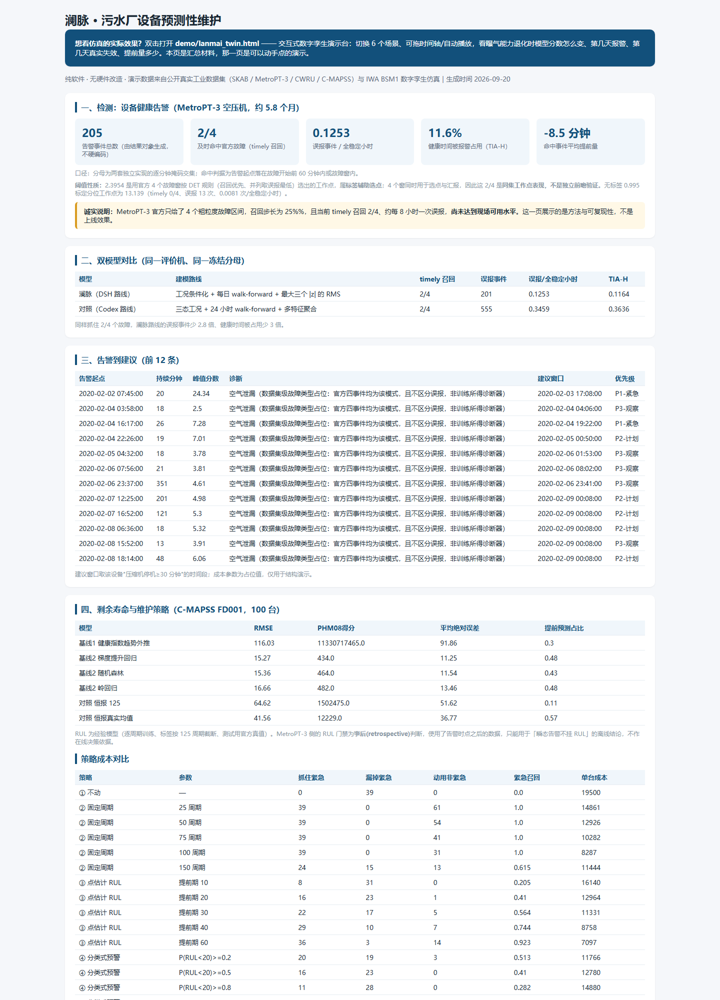 澜脉 · 污水厂设备预测性维护
想看仿真的实际效果？双击打开 demo/lanmai_twin.html —— 交互式数字孪生演示台：切换 6 个场景、可拖时间轴/自动播放，看曝气能力退化时模型分数怎么变、第几天报警、第
几天真实失效、提前量多少。本页是汇总材料，那一页是可以动手点的演示。
纯软件 · 无硬件改造 · 演示数据来自公开真实工业数据集（SKAB / MetroPT-3 / CWRU / C-MAPSS）与 IWA BSM1 数字孪生仿真 | 生成时间 2026-09-20
一、检测：设备健康告警（MetroPT-3 空压机，约 5.8 个月）
205 2/4 0.1253 11.6% -8.5 分钟
告警事件总数（由结果对象生成， 及时命中官方故障（timely 召回） 误报事件 / 全稳定小时 健康时间被报警占用（TIA-H） 命中事件平均提前量
不硬编码）
口径：分母为两套独立实现的逐分钟掩码交集；命中判据为告警起点落在故障开始前 60 分钟内或故障窗内。
阈值性质：2.3954 是用官方 4 个故障窗按 DET 规则（召回优先、并列取误报最低）选出的工作点，属标签辅助选点；4 个窗同时用于选点与汇报，因此这 2/4 是同集工作点表现，不是独立前瞻验证。无标签 0.995
标定分位工作点为 13.139（timely 0/4、误报 13 次、0.0081 次/全稳定小时）。
诚实说明：MetroPT-3 官方只给了 4 个粗粒度故障区间，召回步长为 25%%，且当前 timely 召回 2/4、约每 8 小时一次误报，尚未达到现场可用水平。这一页展示的是方法与可复现性，不是
上线效果。
二、双模型对比（同一评价机、同一冻结分母）
模型 建模路线 timely 召回 误报事件 误报/全稳定小时 TIA-H
澜脉（DSH 路线） 工况条件化 + 每日 walk-forward + 最大三个 |z| 的 RMS 2/4 201 0.1253 0.1164
对照（Codex 路线） 三态工况 + 24 小时 walk-forward + 多特征聚合 2/4 555 0.3459 0.3636
同样抓住 2/4 个故障，澜脉路线的误报事件少 2.8 倍、健康时间被占用少 3 倍。
三、告警到建议（前 12 条）
告警起点 持续分钟 峰值分数 诊断 建议窗口 优先级
2020-02-02 07:45:00 20 24.34 空气泄漏（数据集级故障类型占位：官方四事件均为该模式，且不区分误报，非训练所得诊断器） 2020-02-03 17:08:00 P1-紧急
2020-02-04 03:58:00 18 2.5 空气泄漏（数据集级故障类型占位：官方四事件均为该模式，且不区分误报，非训练所得诊断器） 2020-02-04 04:06:00 P3-观察
2020-02-04 16:17:00 26 7.28 空气泄漏（数据集级故障类型占位：官方四事件均为该模式，且不区分误报，非训练所得诊断器） 2020-02-04 19:22:00 P1-紧急
2020-02-04 22:26:00 19 7.01 空气泄漏（数据集级故障类型占位：官方四事件均为该模式，且不区分误报，非训练所得诊断器） 2020-02-05 00:50:00 P2-计划
2020-02-05 04:32:00 18 3.78 空气泄漏（数据集级故障类型占位：官方四事件均为该模式，且不区分误报，非训练所得诊断器） 2020-02-06 01:53:00 P3-观察
2020-02-06 07:56:00 21 3.81 空气泄漏（数据集级故障类型占位：官方四事件均为该模式，且不区分误报，非训练所得诊断器） 2020-02-06 08:02:00 P3-观察
2020-02-06 23:37:00 351 4.61 空气泄漏（数据集级故障类型占位：官方四事件均为该模式，且不区分误报，非训练所得诊断器） 2020-02-06 23:41:00 P3-观察
2020-02-07 12:25:00 201 4.98 空气泄漏（数据集级故障类型占位：官方四事件均为该模式，且不区分误报，非训练所得诊断器） 2020-02-09 00:08:00 P2-计划
2020-02-07 16:52:00 121 5.3 空气泄漏（数据集级故障类型占位：官方四事件均为该模式，且不区分误报，非训练所得诊断器） 2020-02-09 00:08:00 P2-计划
2020-02-08 06:36:00 18 5.32 空气泄漏（数据集级故障类型占位：官方四事件均为该模式，且不区分误报，非训练所得诊断器） 2020-02-09 00:08:00 P2-计划
2020-02-08 15:52:00 13 3.91 空气泄漏（数据集级故障类型占位：官方四事件均为该模式，且不区分误报，非训练所得诊断器） 2020-02-09 00:08:00 P3-观察
2020-02-08 18:14:00 48 6.06 空气泄漏（数据集级故障类型占位：官方四事件均为该模式，且不区分误报，非训练所得诊断器） 2020-02-09 00:08:00 P2-计划
建议窗口取该设备"压缩机停机≥30 分钟"的时间段；成本参数为占位值，仅用于结构演示。
四、剩余寿命与维护策略（C-MAPSS FD001，100 台）
模型 RMSE PHM08得分 平均绝对误差 提前预测占比
基线1 健康指数趋势外推 116.03 11330717465.0 91.86 0.3
基线2 梯度提升回归 15.27 434.0 11.25 0.48
基线2 随机森林 15.36 464.0 11.54 0.43
基线2 岭回归 16.66 482.0 13.46 0.48
对照 恒报 125 64.62 1502475.0 51.62 0.11
对照 恒报真实均值 41.56 12229.0 36.77 0.57
RUL 为经验模型（逐周期训练、标签按 125 周期截断、测试用官方真值）。MetroPT-3 侧的 RUL 门禁为事后(retrospective)判断，使用了告警时点之后的数据，只能用于「瞬态告警不挂 RUL」的离线结论，不作
在线决策依据。
策略成本对比
策略 参数 抓住紧急 漏掉紧急 动用非紧急 紧急召回 单台成本
① 不动 — 0 39 0 0.0 19500
② 固定周期 25 周期 39 0 61 1.0 14861
② 固定周期 50 周期 39 0 54 1.0 12926
② 固定周期 75 周期 39 0 41 1.0 10282
② 固定周期 100 周期 39 0 31 1.0 8287
② 固定周期 150 周期 24 15 13 0.615 11444
③ 点估计 RUL 提前期 10 8 31 0 0.205 16140
③ 点估计 RUL 提前期 20 16 23 1 0.41 12964
③ 点估计 RUL 提前期 30 22 17 5 0.564 11331
③ 点估计 RUL 提前期 40 29 10 7 0.744 8758
③ 点估计 RUL 提前期 60 36 3 14 0.923 7097
④ 分类式预警 P(RUL<20)>=0.2 20 19 3 0.513 11766
④ 分类式预警 P(RUL<20)>=0.5 16 23 0 0.41 12780
④ 分类式预警 P(RUL<20)>=0.8 11 28 0 0.282 14880